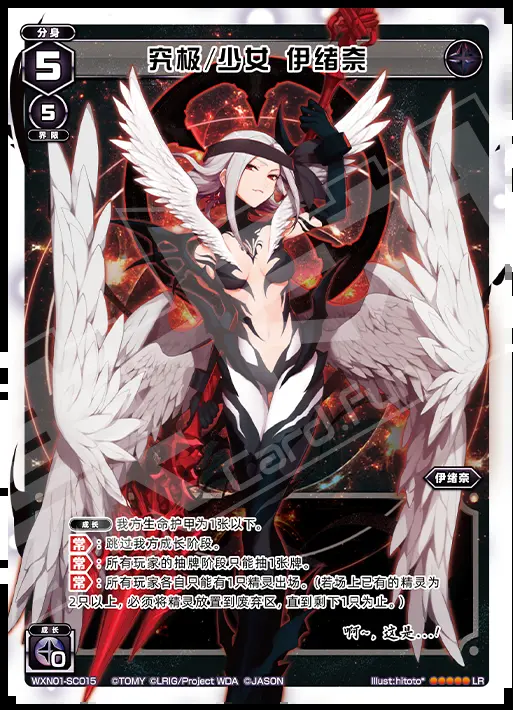 分身
5
究极/少女 伊绪奈
5
界限
Card.ru
伊绪奈
成长 我方生命护甲为1张以下。
常：跳过我方成长阶段。
常：所有玩家的抽牌阶段只能抽1张牌。
常：所有玩家各自只能有1只精灵出场。（若场上已有的精灵为
2只以上，必须将精灵放置到废弃区，直到剩下1只为止。）
啊~，这是...!
成长
0
WXN01-SC015 ©TOMY ©LRIG/Project WDA ©JASON Illust:hitoto* LR